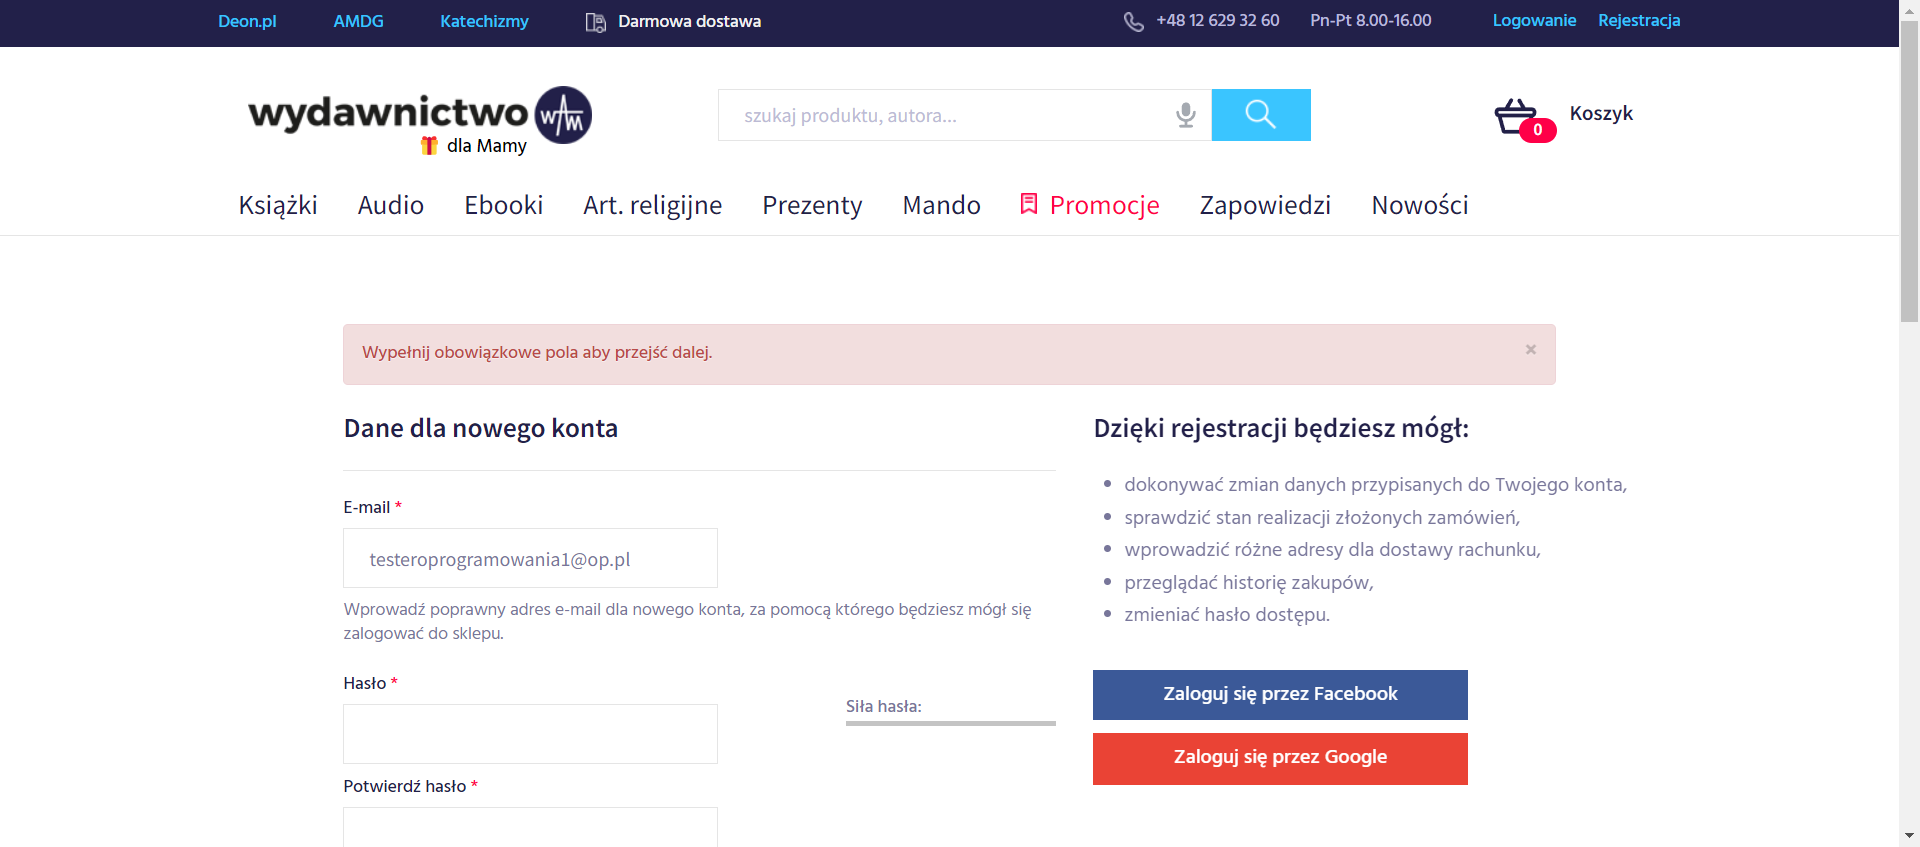 Deon.pl AMDG Katechizmy Darmowa dostawa +48 12 629 32 60 Pn-Pt 8.00-16.00 Logowanie Rejestracja
wydawnictwo WAM
dla Mamy
szukaj produktu, autora...
0 Koszyk
Książki Audio Ebooki Art. religijne Prezenty Mando Promocje Zapowiedzi Nowości
Wypełnij obowiązkowe pola aby przejść dalej. ×
Dane dla nowego konta
E-mail *
testeroprogramowania1@op.pl
Wprowadź poprawny adres e-mail dla nowego konta, za pomocą którego będziesz mógł się
zalogować do sklepu.
Hasło *
Siła hasła:
Potwierdź hasło *
Dzięki rejestracji będziesz mógł:
dokonywać zmian danych przypisanych do Twojego konta,
sprawdzić stan realizacji złożonych zamówień,
wprowadzić różne adresy dla dostawy rachunku,
przeglądać historię zakupów,
zmieniać hasło dostępu.
Zaloguj się przez Facebook
Zaloguj się przez Google